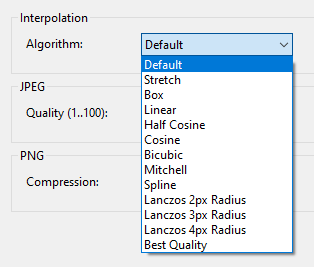 Interpolation
Algorithm: Default
Default
Stretch
Box
JPEG
Linear
Quality (1..100):
Half Cosine
Cosine
Bicubic
PNG
Mitchell
Compression:
Spline
Lanczos 2px Radius
Lanczos 3px Radius
Lanczos 4px Radius
Best Quality